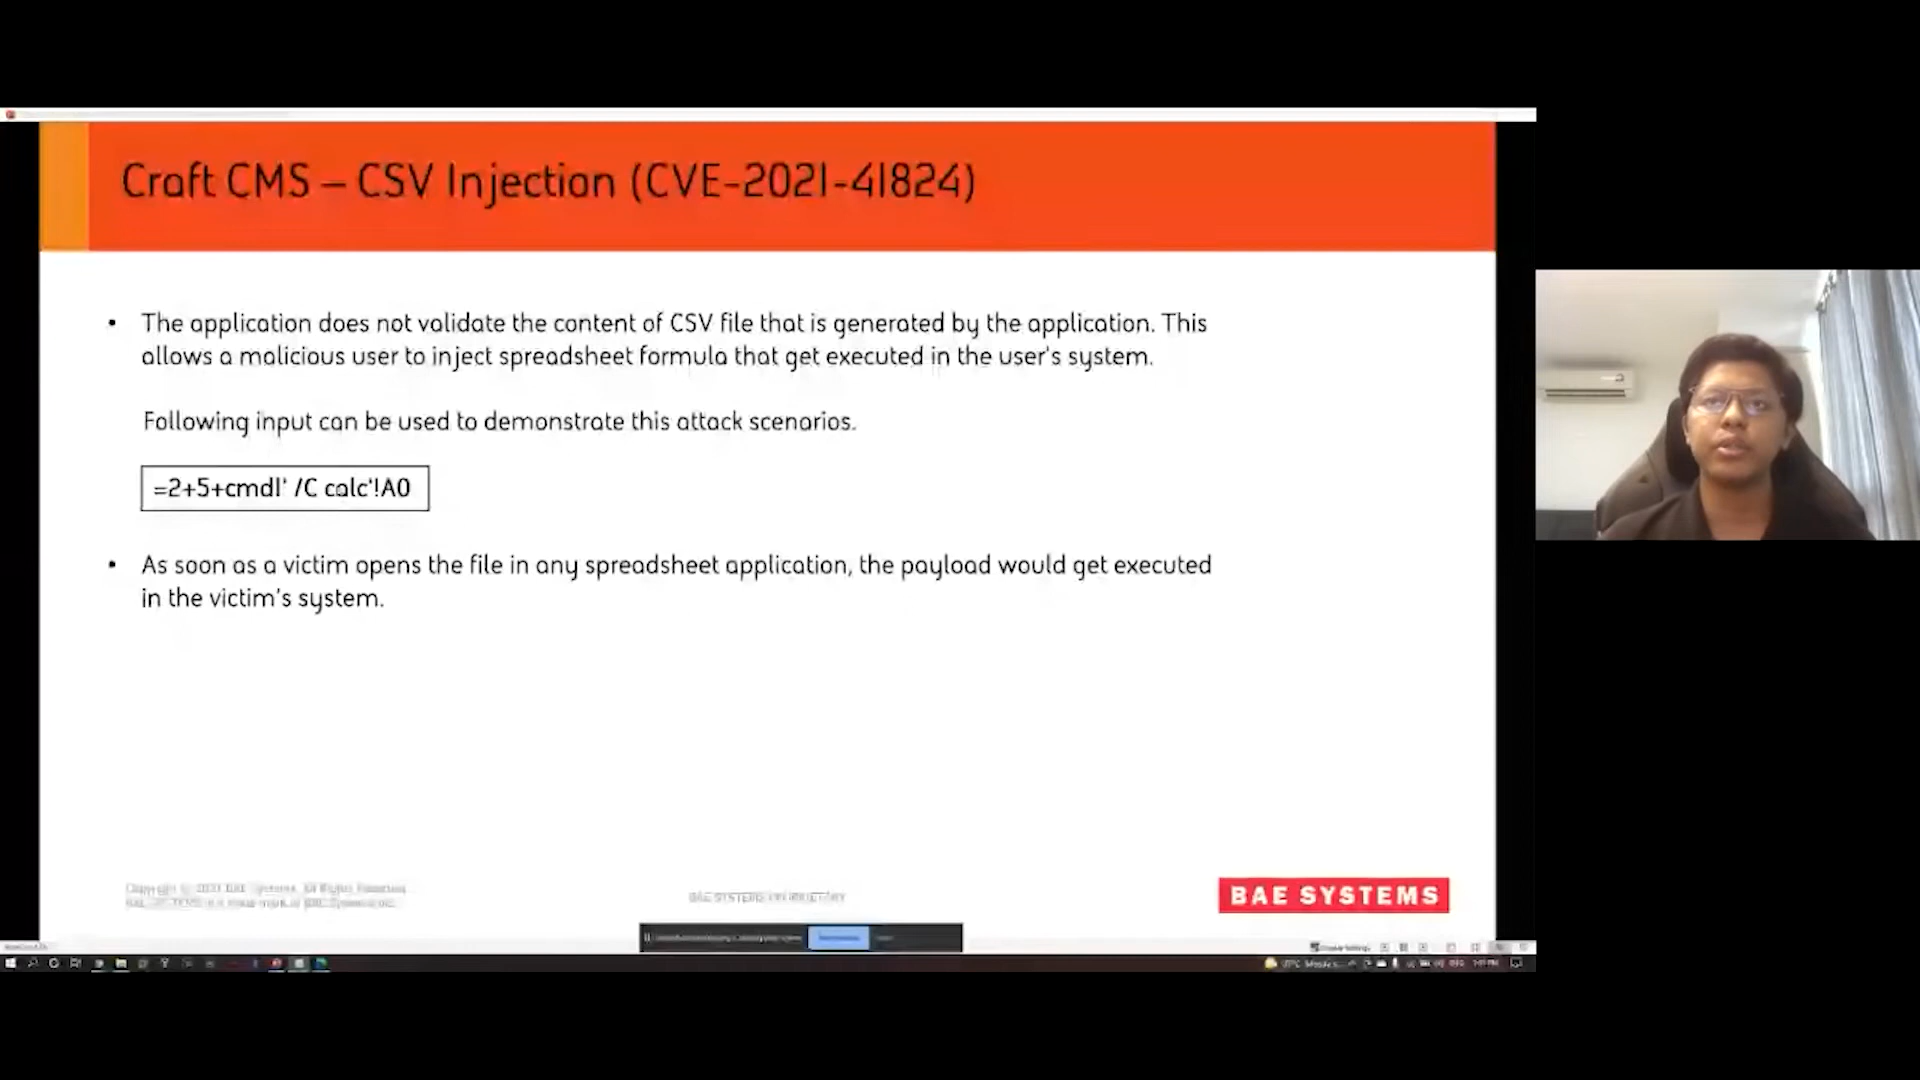 Craft CMS – CSV Injection (CVE-2021-41824)
• The application does not validate the content of CSV file that is generated by the application. This
allows a malicious user to inject spreadsheet formula that get executed in the user's system.
Following input can be used to demonstrate this attack scenarios.
=2+5+cmd|' /C calc'!A0
• As soon as a victim opens the file in any spreadsheet application, the payload would get executed
in the victim's system.
BAE SYSTEMS